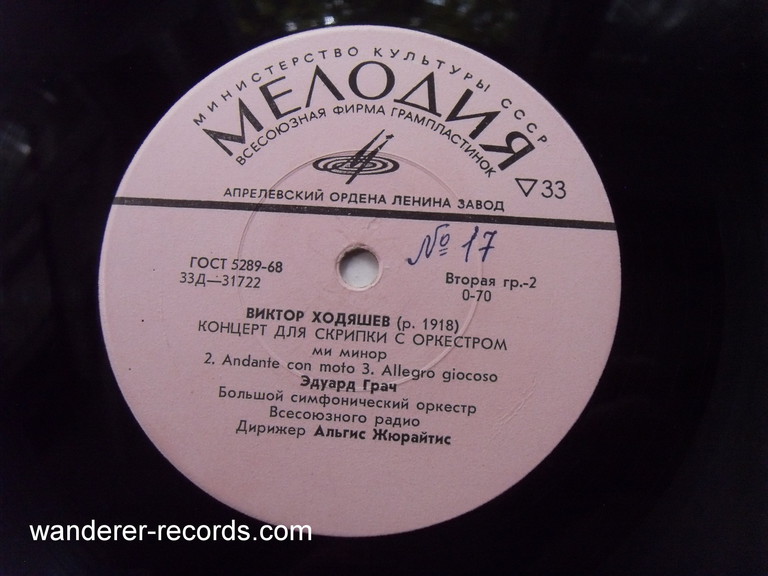 МИНИСТЕРСТВО КУЛЬТУРЫ СССР
МЕЛОДИЯ
ВСЕСОЮЗНАЯ ФИРМА ГРАМПЛАСТИНОК
АПРЕЛЕВСКИЙ ОРДЕНА ЛЕНИНА ЗАВОД
▽33
№ 17
ГОСТ 5289-68
33Д—31722
Вторая гр.-2
0-70
ВИКТОР ХОДЯШЕВ (р. 1918)
КОНЦЕРТ ДЛЯ СКРИПКИ С ОРКЕСТРОМ
ми минор
2. Andante con moto 3. Allegro giocoso
Эдуард Грач
Большой симфонический оркестр
Всесоюзного радио
Дирижер Альгис Жюрайтис
wanderer-records.com